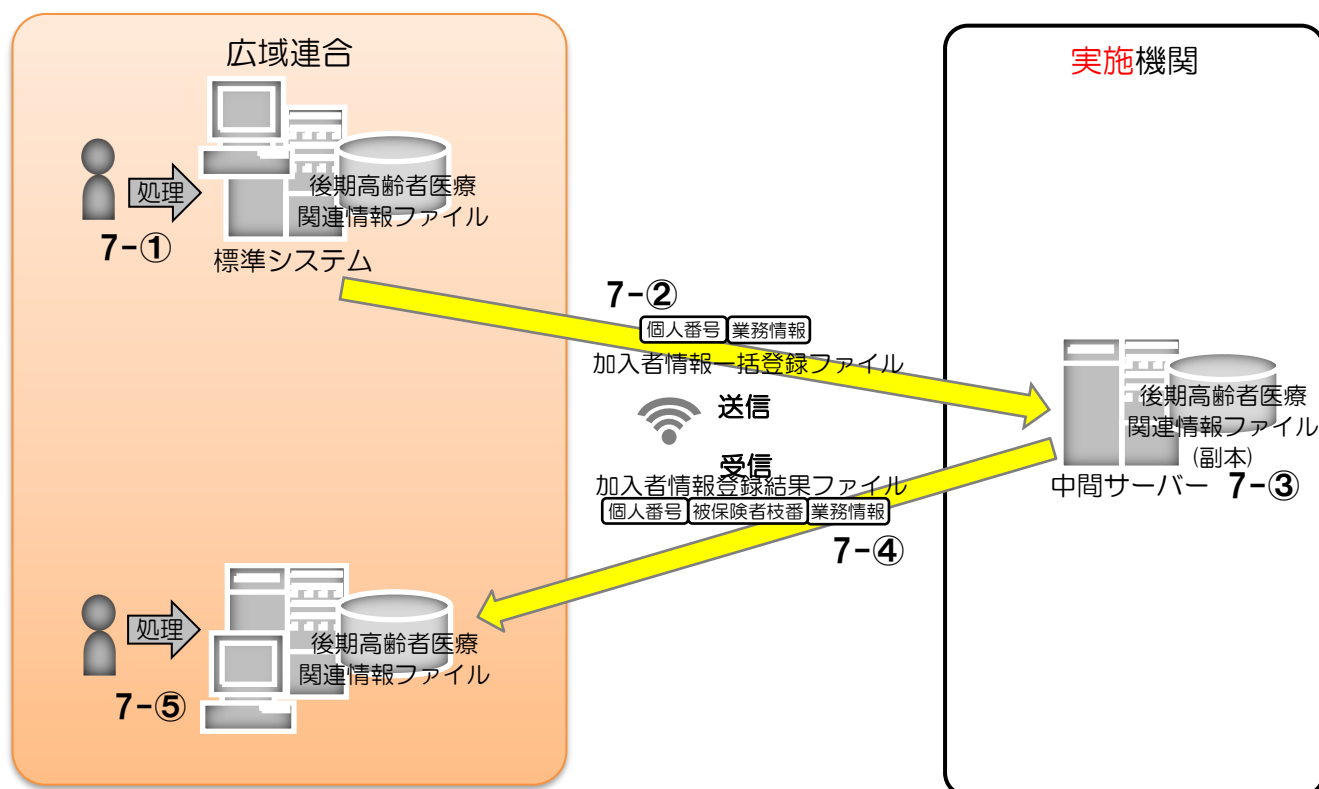 広域連合
処理
後期高齢者医療
関連情報ファイル
7-①
標準システム
7-②
個人番号 業務情報
加入者情報一括登録ファイル
送信
受信
加入者情報登録結果ファイル
個人番号 被保険者枝番 業務情報
7-④
実施機関
後期高齢者医療
関連情報ファイル
(副本)
中間サーバー 7-③
処理
後期高齢者医療
関連情報ファイル
7-⑤